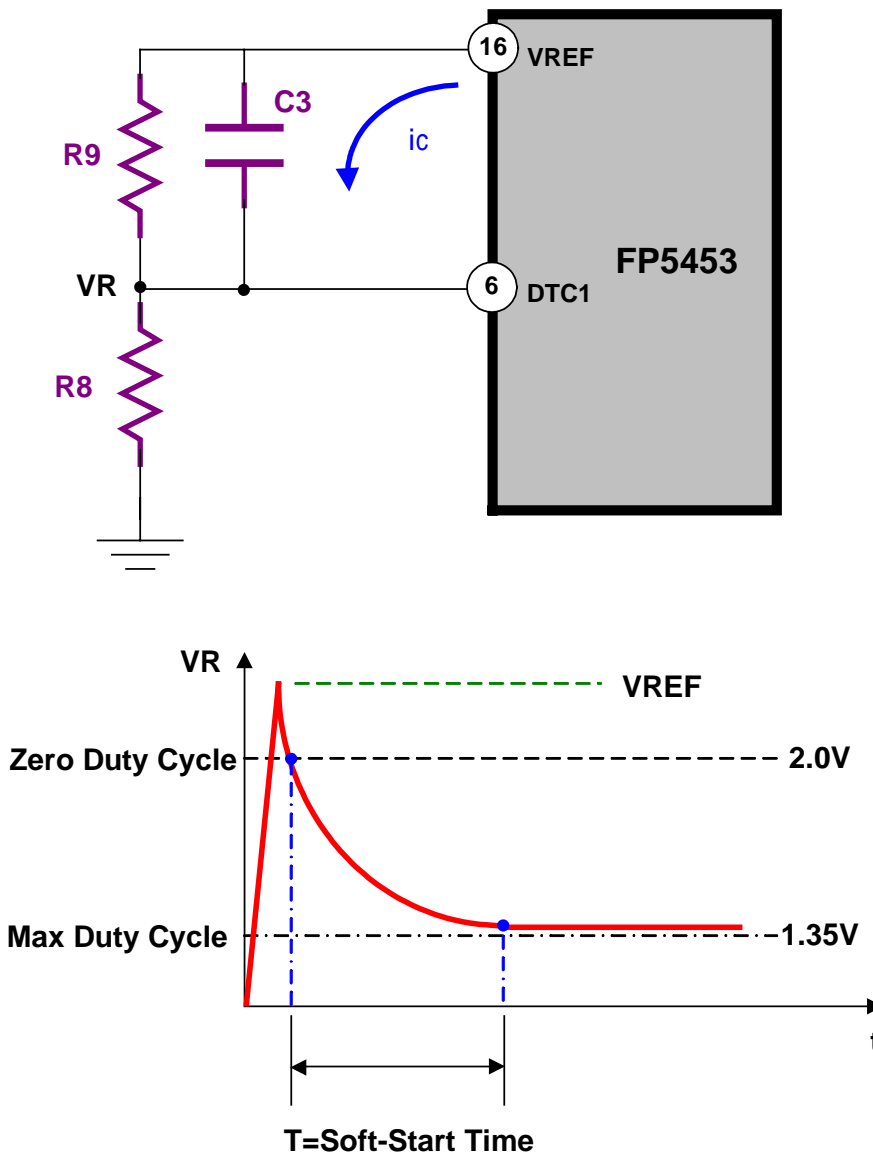 16 VREF
C3
ic
R9
FP5453
VR
6 DTC1
R8
VR
VREF
Zero Duty Cycle
2.0V
Max Duty Cycle
1.35V
t
T=Soft-Start Time